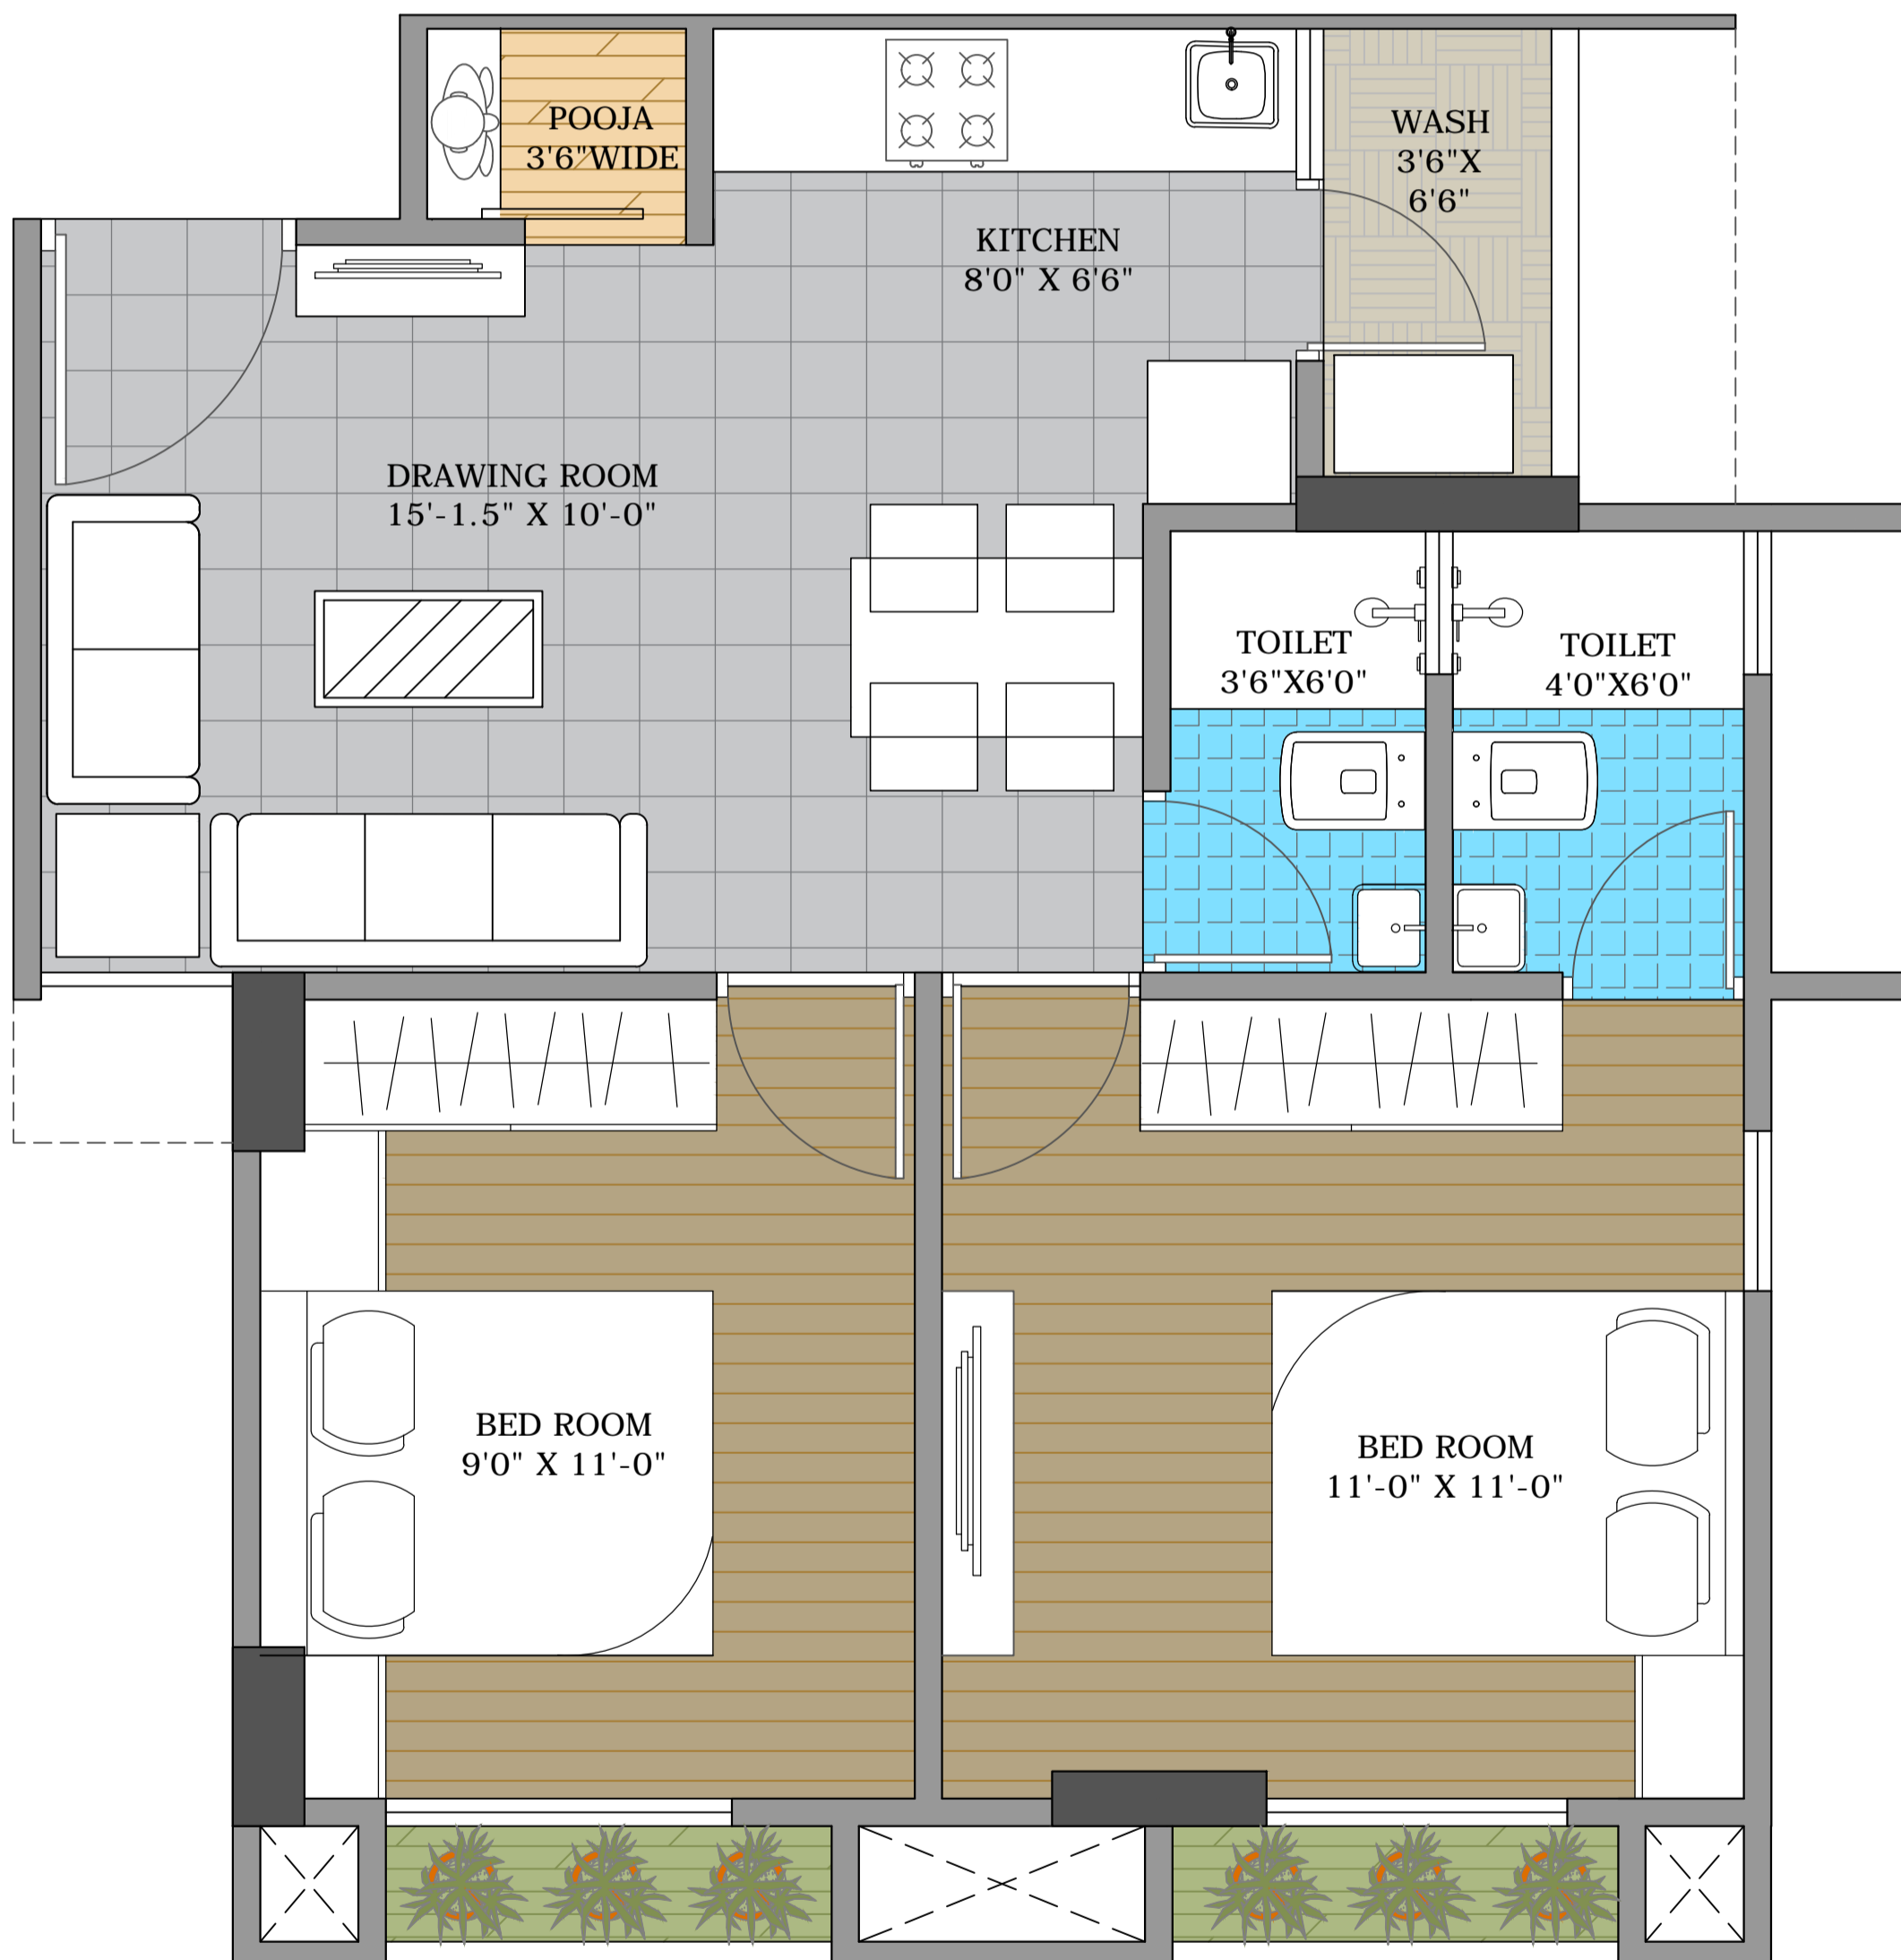 POOJA
3'6"WIDE
WASH
3'6"X
6'6"
KITCHEN
8'0" X 6'6"
DRAWING ROOM
15'-1.5" X 10'-0"
TOILET
3'6"X6'0"
TOILET
4'0"X6'0"
BED ROOM
9'0" X 11'-0"
BED ROOM
11'-0" X 11'-0"